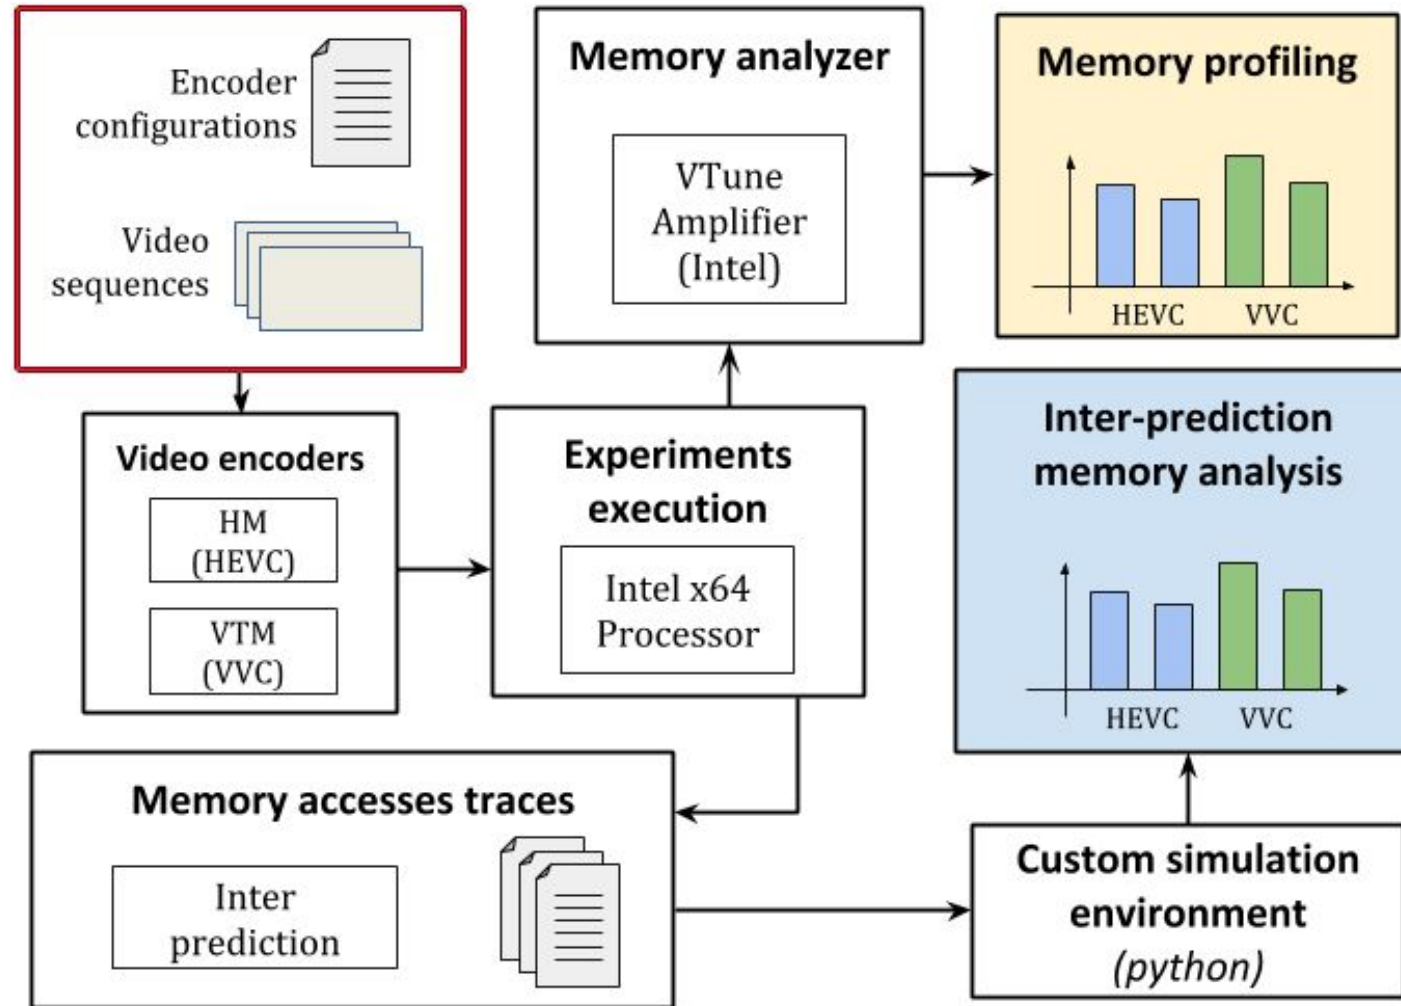 Encoder
configurations
Video
sequences
Memory analyzer
VTune
Amplifier
(Intel)
Memory profiling
HEVC
VVC
Video encoders
HM
(HEVC)
VTM
(VVC)
Experiments
execution
Intel x64
Processor
Inter-prediction
memory analysis
HEVC
VVC
Memory accesses traces
Inter
prediction
Custom simulation
environment
(python)